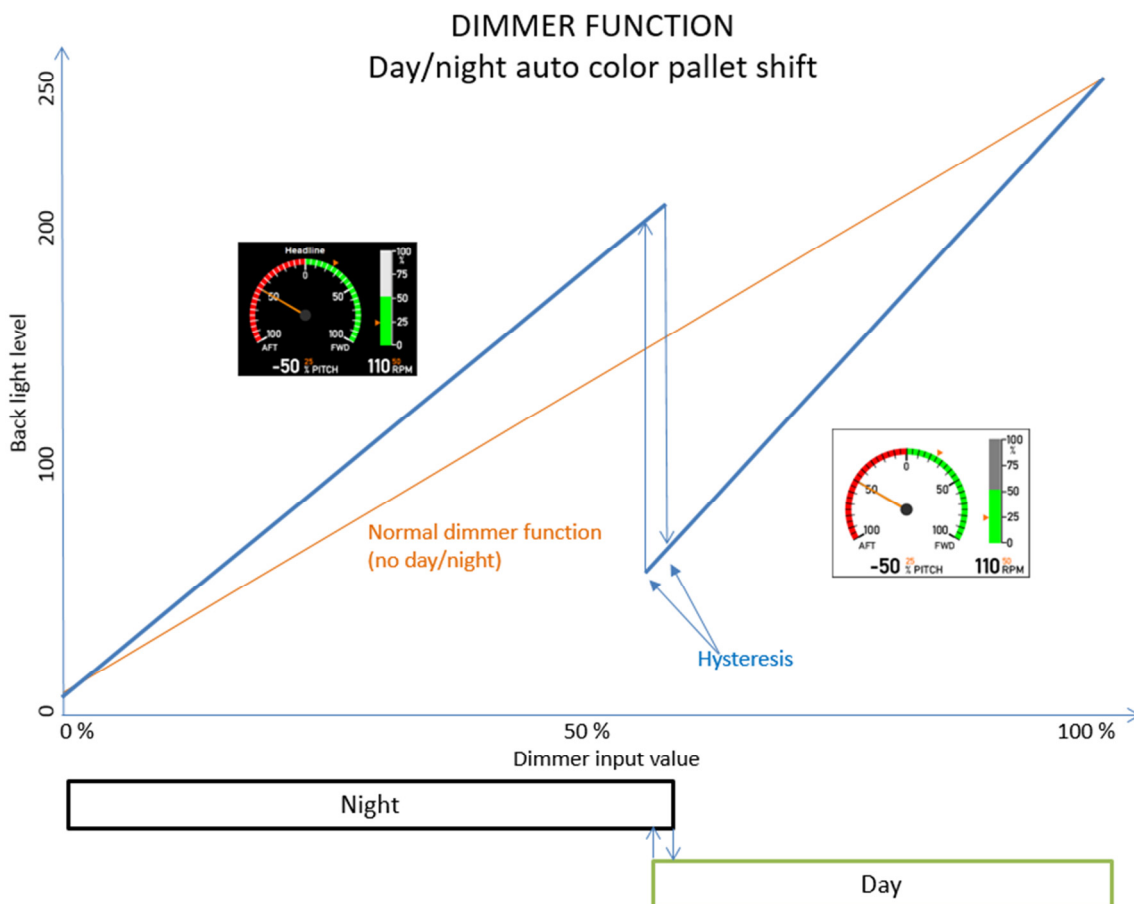 DIMMER FUNCTION
Day/night auto color pallet shift
250
200
100
0
Back light level
Headline
0
50
50
100
100
AFT
FWD
-50 25 % PITCH
100
%
75
50
25
0
110 50 RPM
Normal dimmer function
(no day/night)
0
50
50
100
100
AFT
FWD
-50 25 % PITCH
100
%
75
50
25
0
110 50 RPM
Hysteresis
0 %
50 %
100 %
Dimmer input value
Night
Day